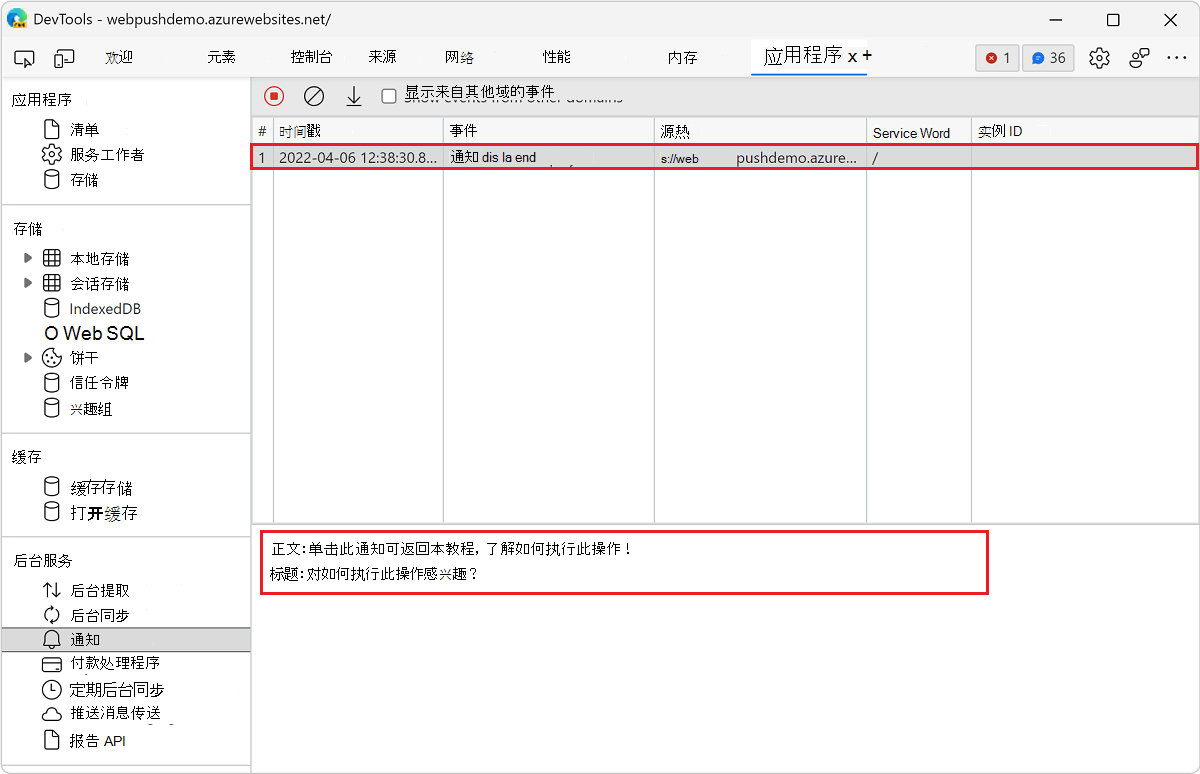 DevTools - webpushdemo.azurewebsites.net/
欢迎 元素 控制台 来源 网络 性能 内存 应用程序 x + 1 36
应用程序
清单
服务工作者
存储
存储
本地存储
会话存储
IndexedDB
O Web SQL
饼干
信任令牌
兴趣组
缓存
缓存存储
打开缓存
后台服务
后台提取
后台同步
通知
付款处理程序
定期后台同步
推送消息传送
报告 API
显示来自其他域的事件
# 时间戳 事件 源热 Service Word 实例 ID
1 2022-04-06 12:38:30.8... 通知 dis la end s://web pushdemo.azure... /
正文: 单击此通知可返回本教程, 了解如何执行此操作！
标题: 对如何执行此操作感兴趣？